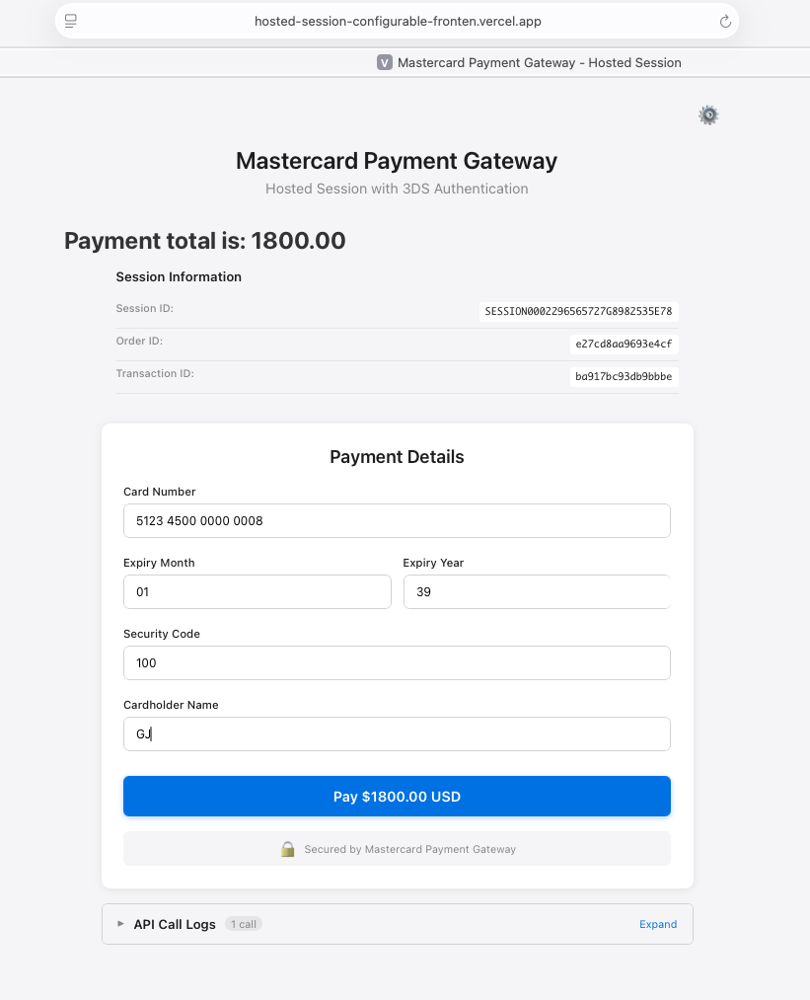 hosted-session-configurable-fronten.vercel.app
V Mastercard Payment Gateway - Hosted Session
Mastercard Payment Gateway
Hosted Session with 3DS Authentication
Payment total is: 1800.00
Session Information
Session ID: SESSION0002296565727G8982535E78
Order ID: e27cd8aa9693e4cf
Transaction ID: ba917bc93db9bbbe
Payment Details
Card Number
5123 4500 0000 0008
Expiry Month Expiry Year
01 39
Security Code
100
Cardholder Name
GJ
Pay $1800.00 USD
Secured by Mastercard Payment Gateway
API Call Logs 1 call Expand